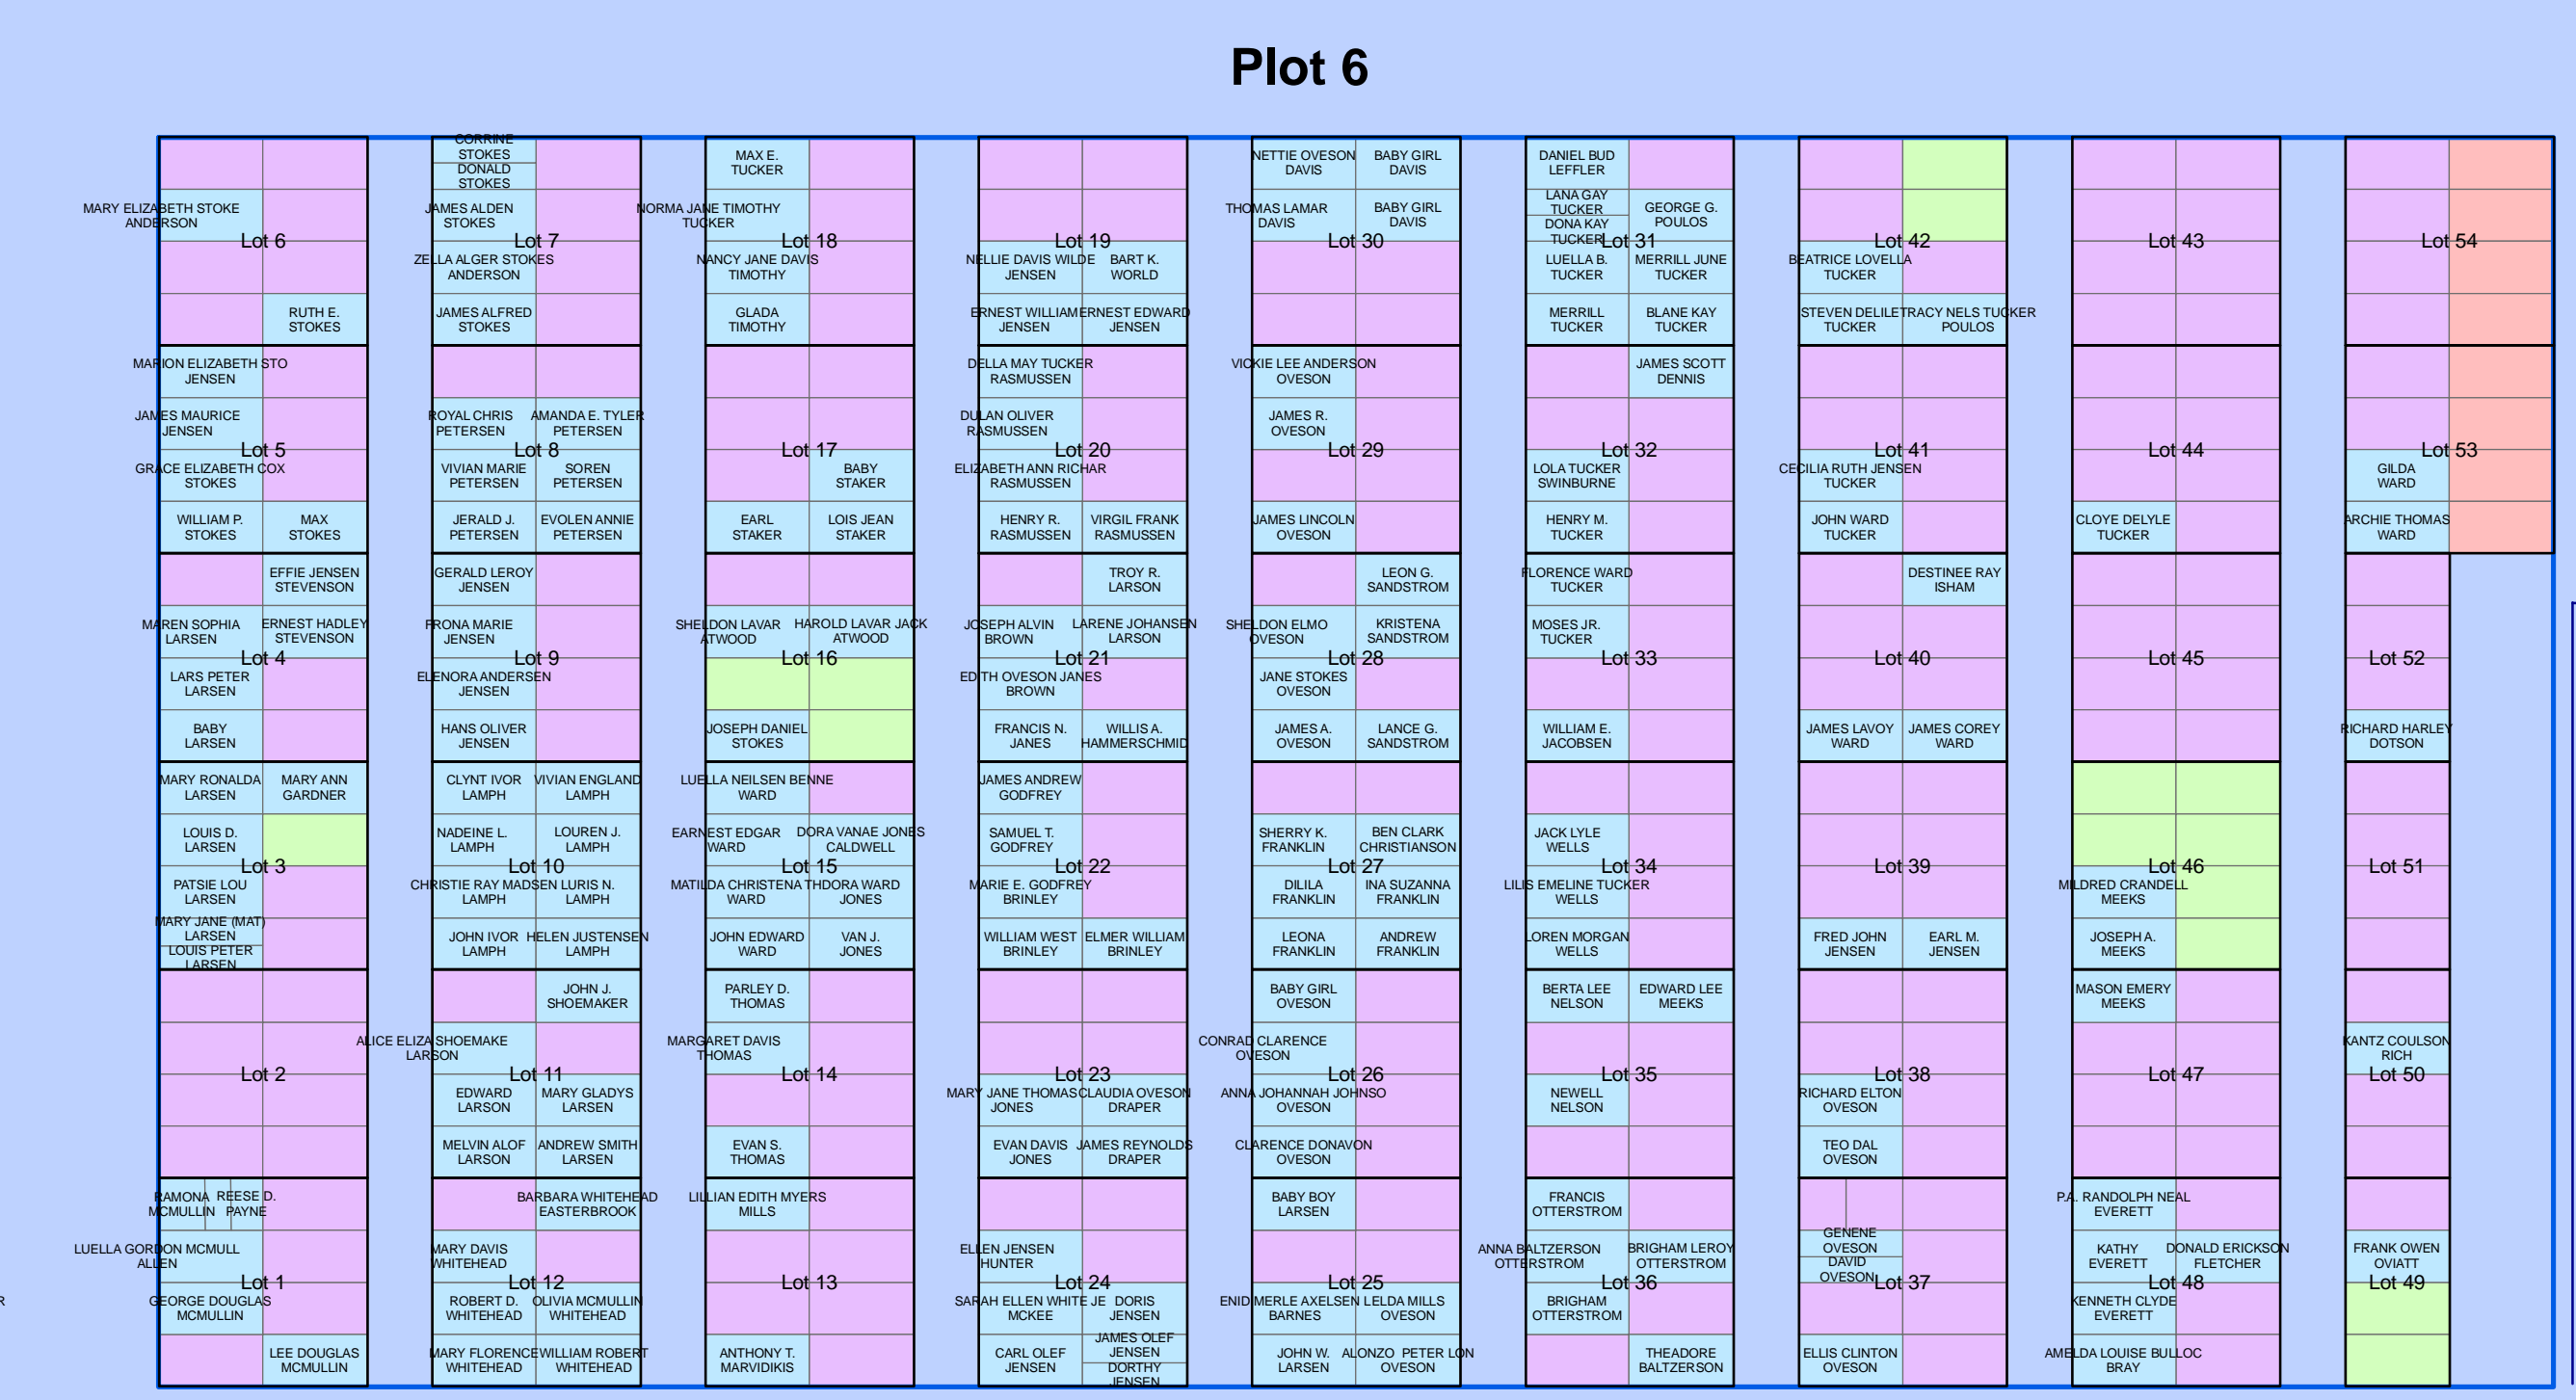 Plot 6
CORRINE
STOKES
DONALD
STOKES
MAX E.
TUCKER
NETTIE OVESON
DAVIS
BABY GIRL
DAVIS
DANIEL BUD
LEFFLER
MARY ELIZABETH STOKE
ANDERSON
JAMES ALDEN
STOKES
NORMA JANE TIMOTHY
TUCKER
THOMAS LAMAR
DAVIS
BABY GIRL
DAVIS
LANA GAY
TUCKER
DONA KAY
TUCKER
GEORGE G.
POULOS
Lot 6
Lot 7
Lot 18
Lot 19
Lot 30
Lot 31
Lot 42
Lot 43
Lot 54
ZELLA ALGER STOKES
ANDERSON
NANCY JANE DAVIS
TIMOTHY
NELLIE DAVIS WILDE
JENSEN
BART K.
WORLD
LUELLA B.
TUCKER
MERRILL JUNE
TUCKER
BEATRICE LOVELLA
TUCKER
RUTH E.
STOKES
JAMES ALFRED
STOKES
GLADA
TIMOTHY
ERNEST WILLIAM
JENSEN
ERNEST EDWARD
JENSEN
MERRILL
TUCKER
BLANE KAY
TUCKER
STEVEN DELILE
TUCKER
TRACY NELS TUCKER
POULOS
MARION ELIZABETH STO
JENSEN
DELLA MAY TUCKER
RASMUSSEN
VICKIE LEE ANDERSON
OVESON
JAMES SCOTT
DENNIS
JAMES MAURICE
JENSEN
ROYAL CHRIS
PETERSEN
AMANDA E. TYLER
PETERSEN
DULAN OLIVER
RASMUSSEN
JAMES R.
OVESON
Lot 5
Lot 8
Lot 17
Lot 20
Lot 29
Lot 32
Lot 41
Lot 44
Lot 53
GRACE ELIZABETH COX
STOKES
VIVIAN MARIE
PETERSEN
SOREN
PETERSEN
BABY
STAKER
ELIZABETH ANN RICHAR
RASMUSSEN
LOLA TUCKER
SWINBURNE
CECILIA RUTH JENSEN
TUCKER
GILDA
WARD
WILLIAM P.
STOKES
MAX
STOKES
JERALD J.
PETERSEN
EVOLEN ANNIE
PETERSEN
EARL
STAKER
LOIS JEAN
STAKER
HENRY R.
RASMUSSEN
VIRGIL FRANK
RASMUSSEN
JAMES LINCOLN
OVESON
HENRY M.
TUCKER
JOHN WARD
TUCKER
CLOYE DELYLE
TUCKER
ARCHIE THOMAS
WARD
EFFIE JENSEN
STEVENSON
GERALD LEROY
JENSEN
TROY R.
LARSON
LEON G.
SANDSTROM
FLORENCE WARD
TUCKER
DESTINEE RAY
ISHAM
MAREN SOPHIA
LARSEN
ERNEST HADLEY
STEVENSON
FRONA MARIE
JENSEN
SHELDON LAVAR
ATWOOD
HAROLD LAVAR JACK
ATWOOD
JOSEPH ALVIN
BROWN
LARENE JOHANSEN
LARSON
SHELDON ELMO
OVESON
KRISTENA
SANDSTROM
MOSES JR.
TUCKER
Lot 4
Lot 9
Lot 16
Lot 21
Lot 28
Lot 33
Lot 40
Lot 45
Lot 52
LARS PETER
LARSEN
ELENORA ANDERSEN
JENSEN
EDITH OVESON JANES
BROWN
JANE STOKES
OVESON
BABY
LARSEN
HANS OLIVER
JENSEN
JOSEPH DANIEL
STOKES
FRANCIS N.
JANES
WILLIS A.
HAMMERSCHMID
JAMES A.
OVESON
LANCE G.
SANDSTROM
WILLIAM E.
JACOBSEN
JAMES LAVOY
WARD
JAMES COREY
WARD
RICHARD HARLEY
DOTSON
MARY RONALDA
LARSEN
MARY ANN
GARDNER
CLYNT IVOR
LAMPH
VIVIAN ENGLAND
LAMPH
LUELLA NEILSEN BENNE
WARD
JAMES ANDREW
GODFREY
LOUIS D.
LARSEN
NADEINE L.
LAMPH
LOUREN J.
LAMPH
EARNEST EDGAR
WARD
DORA VANAE JONES
CALDWELL
SAMUEL T.
GODFREY
SHERRY K.
FRANKLIN
BEN CLARK
CHRISTIANSON
JACK LYLE
WELLS
Lot 3
Lot 10
Lot 15
Lot 22
Lot 27
Lot 34
Lot 39
Lot 46
Lot 51
PATSIE LOU
LARSEN
CHRISTIE RAY MADSEN
LAMPH
LURIS N.
LAMPH
MATILDA CHRISTENA TH
WARD
DORA WARD
JONES
MARIE E. GODFREY
BRINLEY
DILILA
FRANKLIN
INA SUZANNA
FRANKLIN
LILIS EMELINE TUCKER
WELLS
MILDRED CRANDELL
MEEKS
MARY JANE (MAT)
LARSEN
LOUIS PETER
LARSEN
JOHN IVOR
LAMPH
HELEN JUSTENSEN
LAMPH
JOHN EDWARD
WARD
VAN J.
JONES
WILLIAM WEST
BRINLEY
ELMER WILLIAM
BRINLEY
LEONA
FRANKLIN
ANDREW
FRANKLIN
LOREN MORGAN
WELLS
FRED JOHN
JENSEN
EARL M.
JENSEN
JOSEPH A.
MEEKS
JOHN J.
SHOEMAKER
PARLEY D.
THOMAS
BABY GIRL
OVESON
BERTA LEE
NELSON
EDWARD LEE
MEEKS
MASON EMERY
MEEKS
ALICE ELIZA SHOEMAKE
LARSON
MARGARET DAVIS
THOMAS
CONRAD CLARENCE
OVESON
KANTZ COULSON
RICH
Lot 2
Lot 11
Lot 14
Lot 23
Lot 26
Lot 35
Lot 38
Lot 47
Lot 50
EDWARD
LARSON
MARY GLADYS
LARSEN
MARY JANE THOMAS
JONES
CLAUDIA OVESON
DRAPER
ANNA JOHANNAH JOHNSO
OVESON
NEWELL
NELSON
RICHARD ELTON
OVESON
MELVIN ALOF
LARSON
ANDREW SMITH
LARSEN
EVAN S.
THOMAS
EVAN DAVIS
JONES
JAMES REYNOLDS
DRAPER
CLARENCE DONAVON
OVESON
TEO DAL
OVESON
RAMONA
MCMULLIN
REESE D.
PAYNE
BARBARA WHITEHEAD
EASTERBROOK
LILLIAN EDITH MYERS
MILLS
BABY BOY
LARSEN
FRANCIS
OTTERSTROM
P.A. RANDOLPH NEAL
EVERETT
LUELLA GORDON MCMULL
ALLEN
MARY DAVIS
WHITEHEAD
ELLEN JENSEN
HUNTER
ANNA BALTZERSON
OTTERSTROM
BRIGHAM LEROY
OTTERSTROM
GENENE
OVESON
DAVID
OVESON
KATHY
EVERETT
DONALD ERICKSON
FLETCHER
FRANK OWEN
OVIATT
Lot 1
Lot 12
Lot 13
Lot 24
Lot 25
Lot 36
Lot 37
Lot 48
Lot 49
R
GEORGE DOUGLAS
MCMULLIN
ROBERT D.
WHITEHEAD
OLIVIA MCMULLIN
WHITEHEAD
SARAH ELLEN WHITE JE
MCKEE
DORIS
JENSEN
ENID MERLE AXELSEN
BARNES
LELDA MILLS
OVESON
BRIGHAM
OTTERSTROM
KENNETH CLYDE
EVERETT
LEE DOUGLAS
MCMULLIN
MARY FLORENCE
WHITEHEAD
WILLIAM ROBERT
WHITEHEAD
ANTHONY T.
MARVIDIKIS
CARL OLEF
JENSEN
JAMES OLEF
JENSEN
DORTHY
JENSEN
JOHN W.
LARSEN
ALONZO PETER LON
OVESON
THEADORE
BALTZERSON
ELLIS CLINTON
OVESON
AMELDA LOUISE BULLOC
BRAY